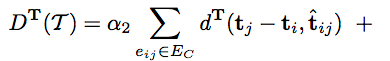 D^T(𝒯) = α₂ ∑_{e_{ij}∈E_C} d^T(t_j − t_i, t̂_{ij}) +